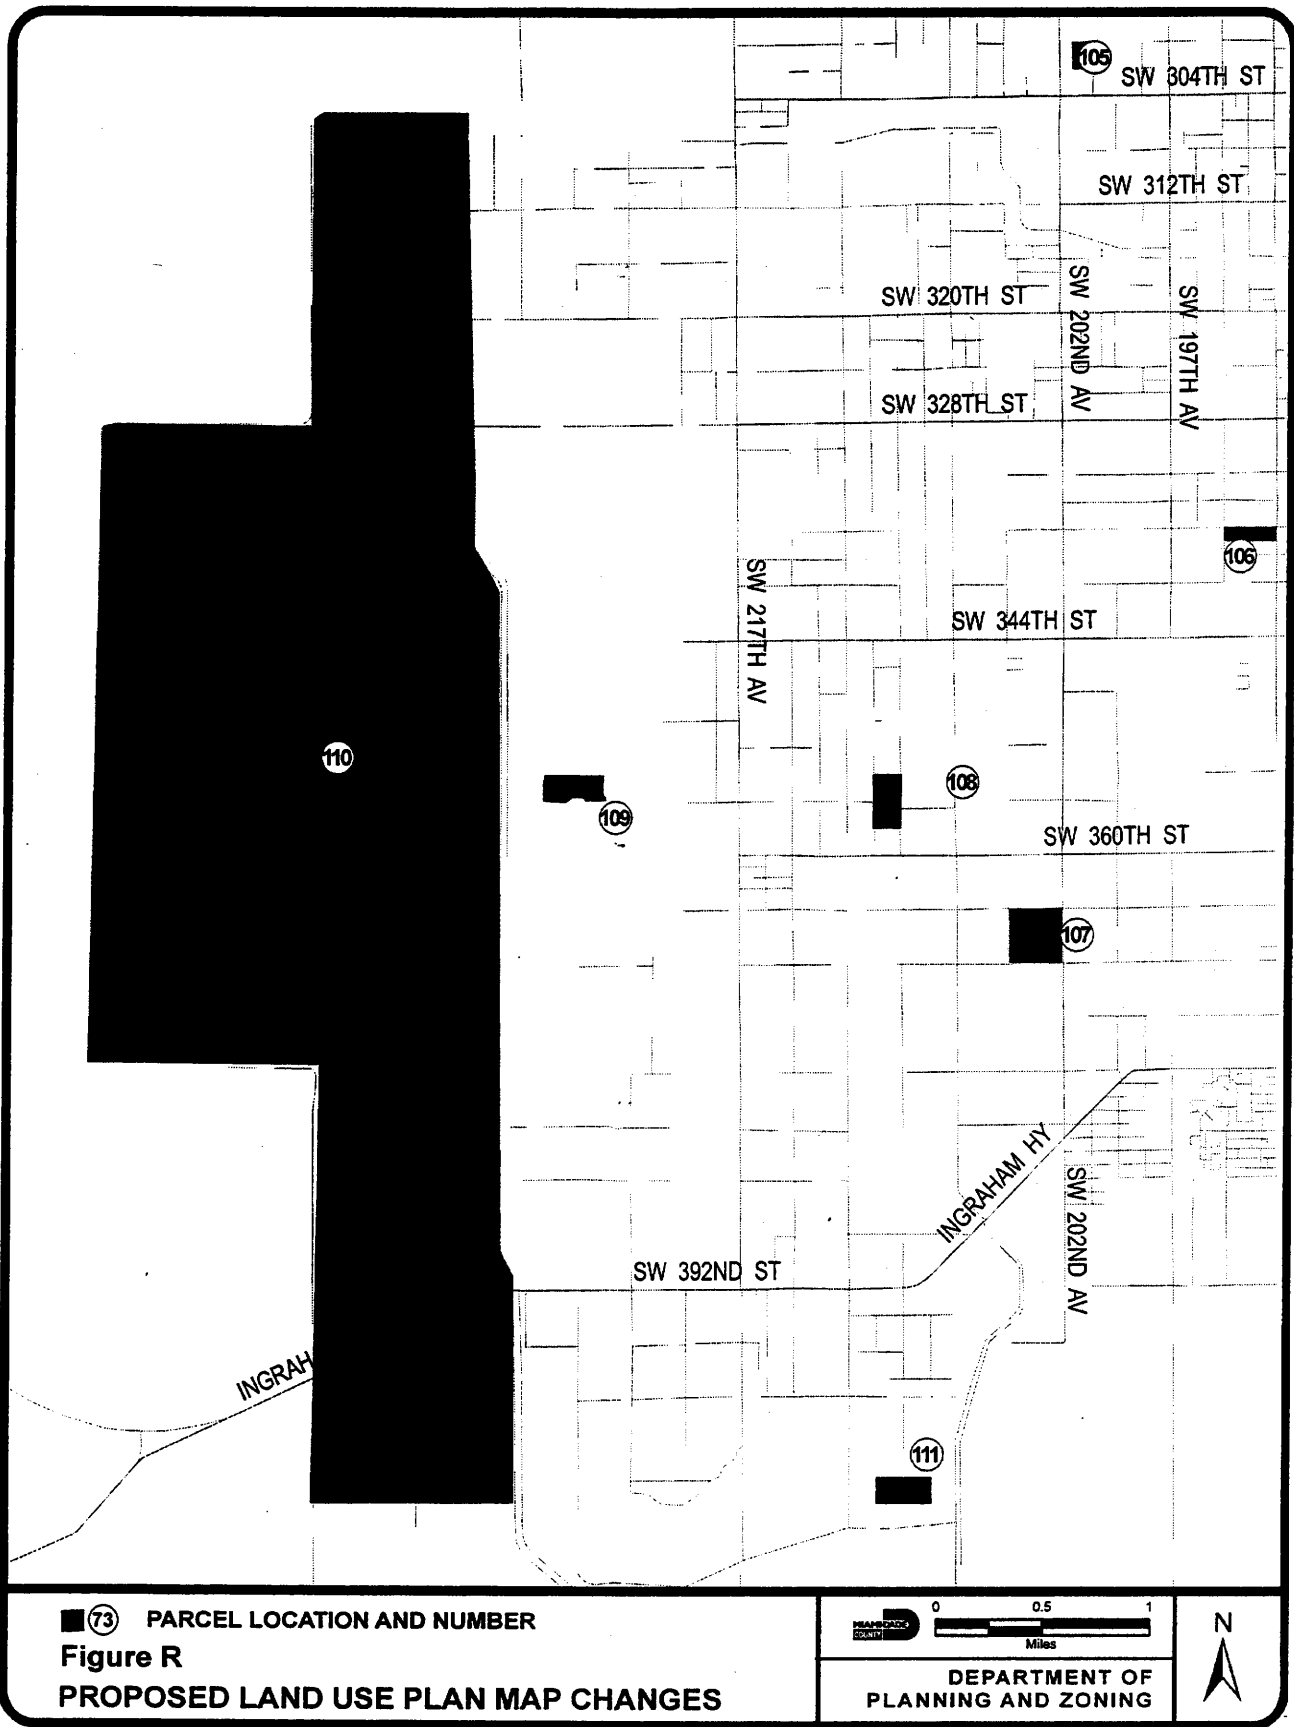 105
SW 304TH ST
SW 312TH ST
SW 320TH ST
SW 202ND AV
SW 197TH AV
SW 328TH ST
106
SW 217TH AV
SW 344TH ST
110
109
108
SW 360TH ST
107
INGRAHAM HY
SW 202ND AV
SW 392ND ST
INGRAH
111
73 PARCEL LOCATION AND NUMBER
Figure R
PROPOSED LAND USE PLAN MAP CHANGES
MIAMI-DADE
COUNTY
0 0.5 1
Miles
DEPARTMENT OF
PLANNING AND ZONING
N